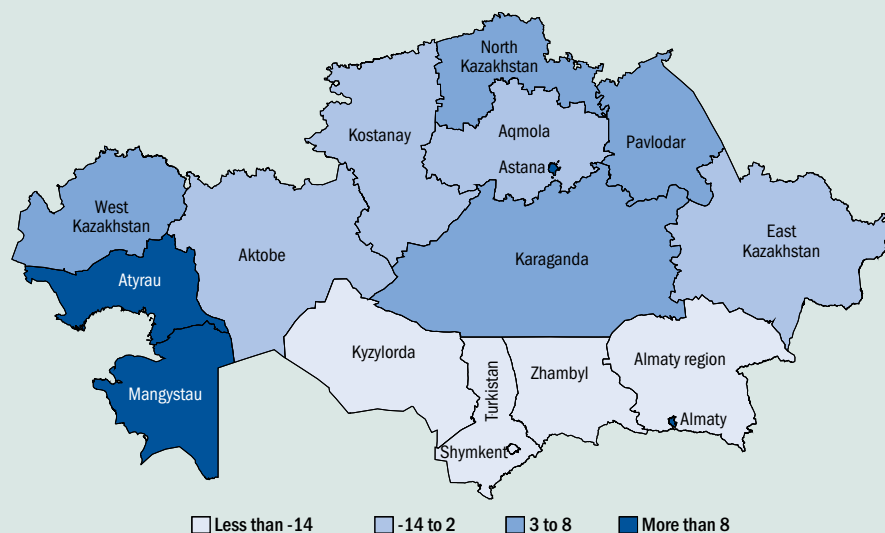 North
Kazakhstan
Kostanay
Aqmola
Astana
Pavlodar
West
Kazakhstan
East
Kazakhstan
Aktobe
Karaganda
Atyrau
Mangystau
Kyzylorda
Turkistan
Zhambyl
Almaty region
Almaty
Shymkent
Less than -14
-14 to 2
3 to 8
More than 8